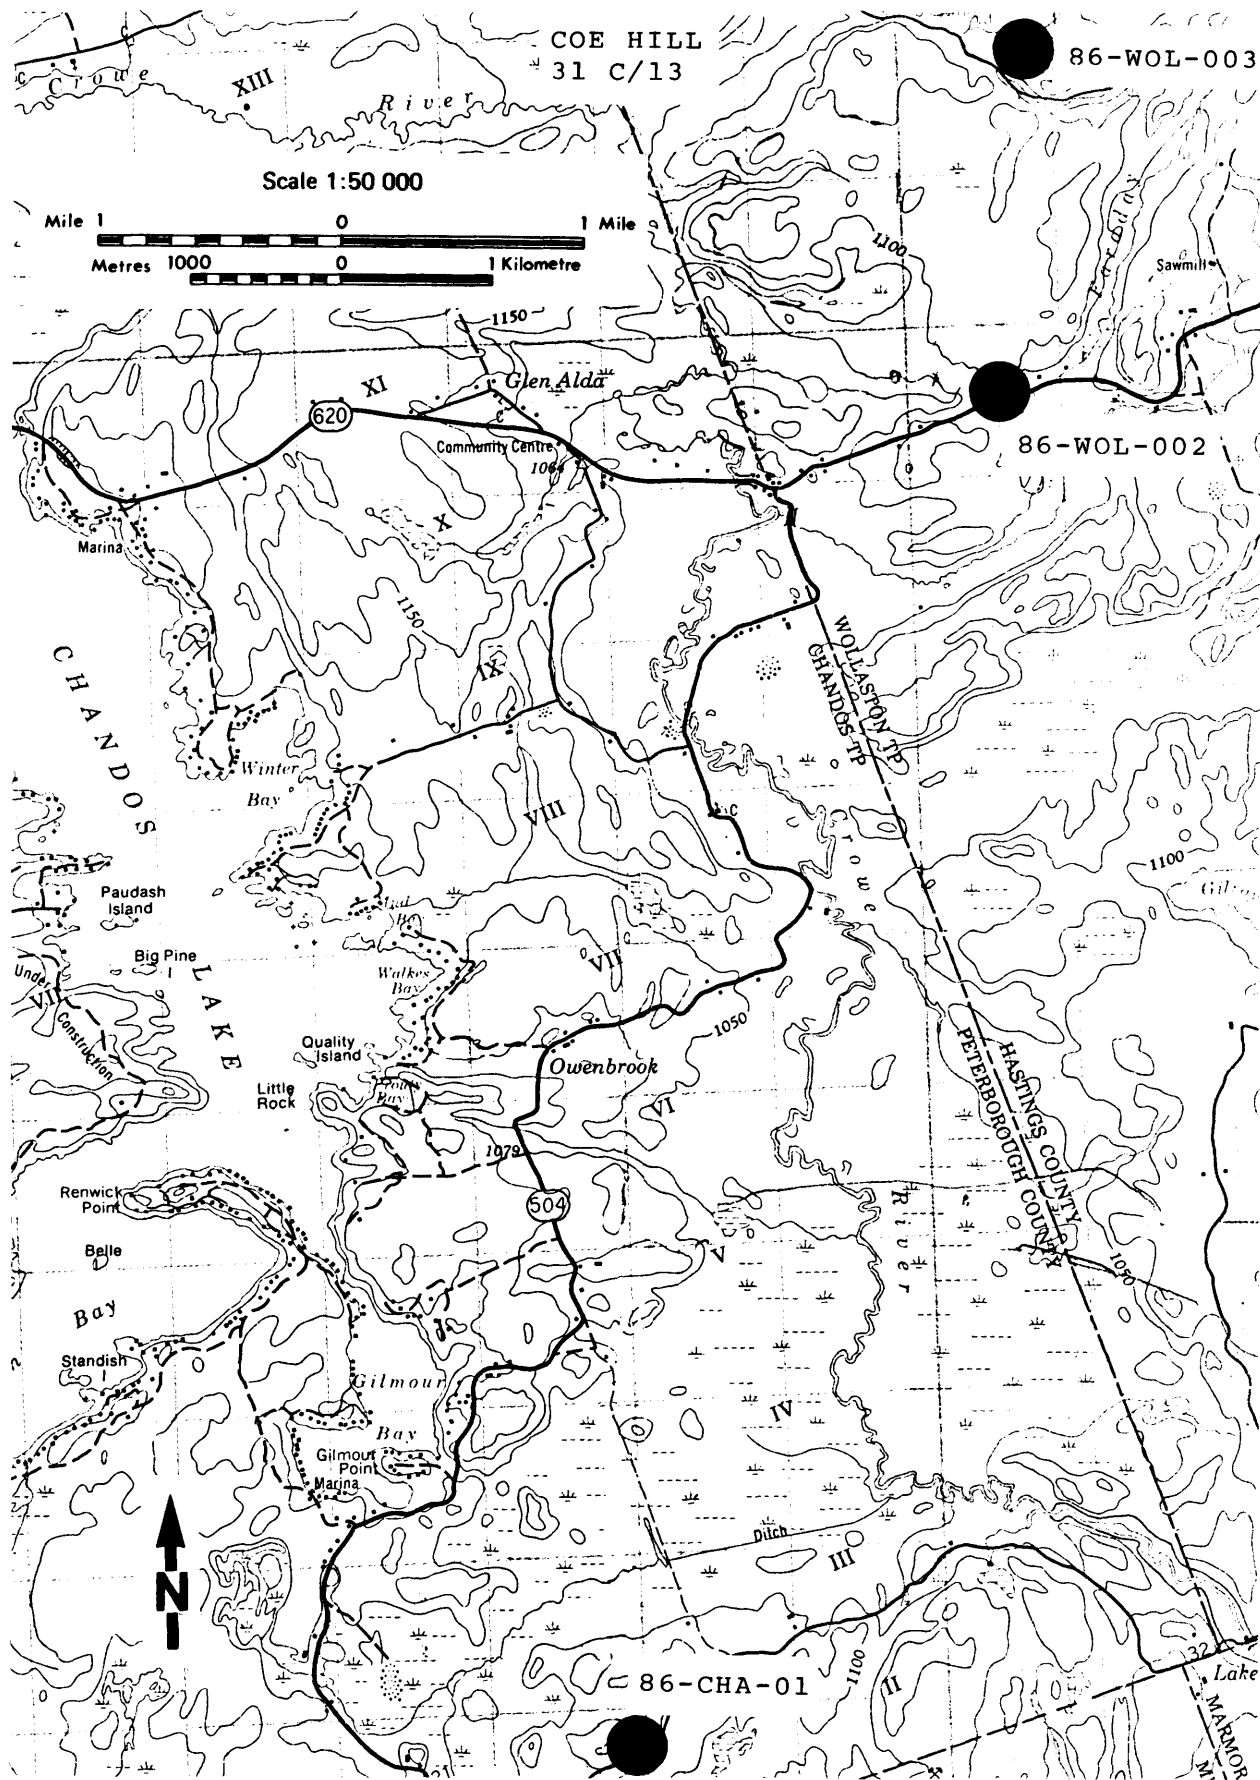 COE HILL
31 C/13
86-WOL-003
Crowe
XIII
River
Scale 1:50 000
Mile 1 0 1 Mile
Metres 1000 0 1 Kilometre
1100
Faraday
Sawmill
1150
Glen Alda
XI
620
Community Centre
86-WOL-002
X
Marina
1150
WOLLASTON TP
CHANDOS TP
IX
CHANDOS LAKE
Winter
Bay
VIII
C
Crowe
1100
Paudash
Island
Big Pine
VII
Walkes
Bay
Under
VII
Construction
Quality
Island
1050
Owenbrook
Little
Rock
Bay
VI
HASTINGS COUNTY
PETERBOROUGH COUNTY
1079
Renwick
Point
504
River
Belle
V
1050
Bay
Standish
Gilmour
Bay
IV
Gilmour
Point
Marina
Ditch
III
N
32
Lake
86-CHA-01
1100
II
MARMOR